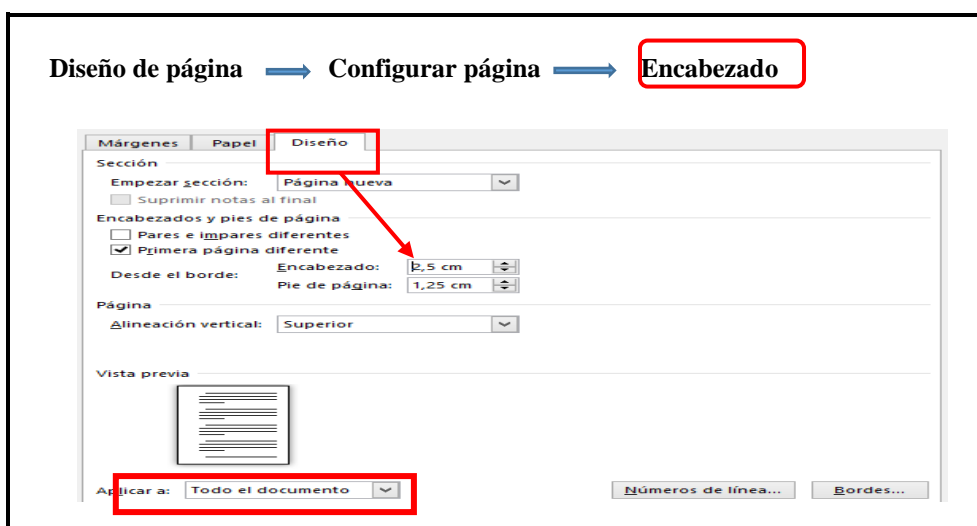 Diseño de página Configurar página Encabezado
Márgenes Papel Diseño
Sección
Empezar sección: Página nueva
Suprimir notas al final
Encabezados y pies de página
Pares e impares diferentes
Primera página diferente
Desde el borde: Encabezado: 2,5 cm
Pie de página: 1,25 cm
Página
Alineación vertical: Superior
Vista previa
Aplicar a: Todo el documento Números de línea... Bordes...